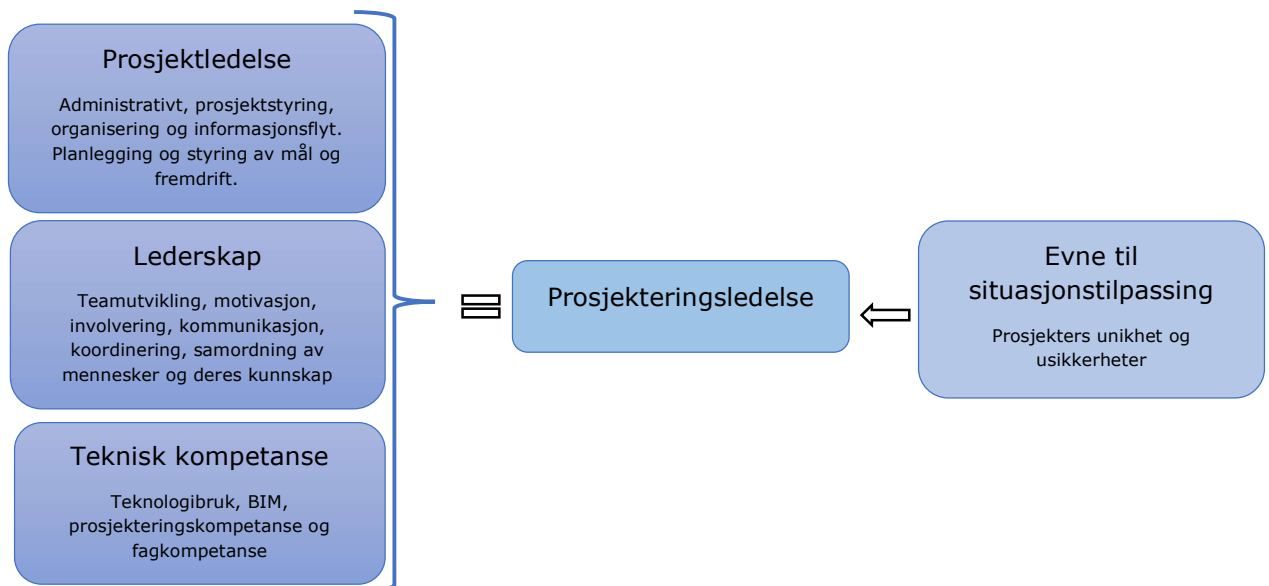 Prosjektledelse
Administrativt, prosjektstyring,
organisering og informasjonsflyt.
Planlegging og styring av mål og
fremdrift.
Lederskap
Teamutvikling, motivasjon,
involvering, kommunikasjon,
koordinering, samordning av
mennesker og deres kunnskap
Teknisk kompetanse
Teknologibruk, BIM,
prosjekteringskompetanse og
fagkompetanse
Prosjekteringsledelse
Evne til
situasjonstilpassing
Prosjekters unikhet og
usikkerheter